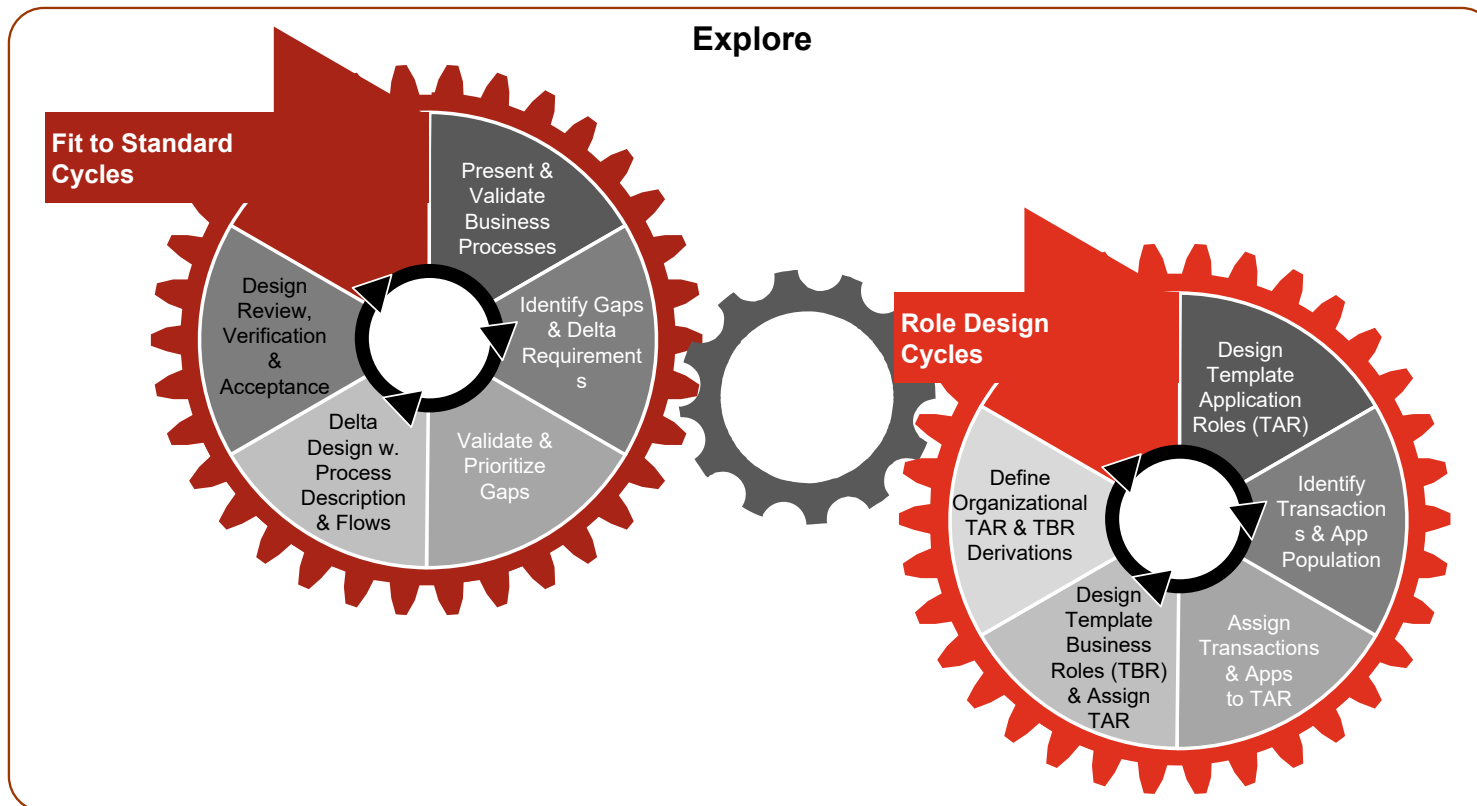 Explore
Fit to Standard
Cycles
Present &
Validate
Business
Processes
Identify Gaps
& Delta
Requirement
s
Validate &
Prioritize
Gaps
Delta
Design w.
Process
Description
& Flows
Design
Review,
Verification
&
Acceptance
Role Design
Cycles
Design
Template
Application
Roles (TAR)
Identify
Transaction
s & App
Population
Assign
Transactions
& Apps
to TAR
Design
Template
Business
Roles (TBR)
& Assign
TAR
Define
Organizational
TAR & TBR
Derivations